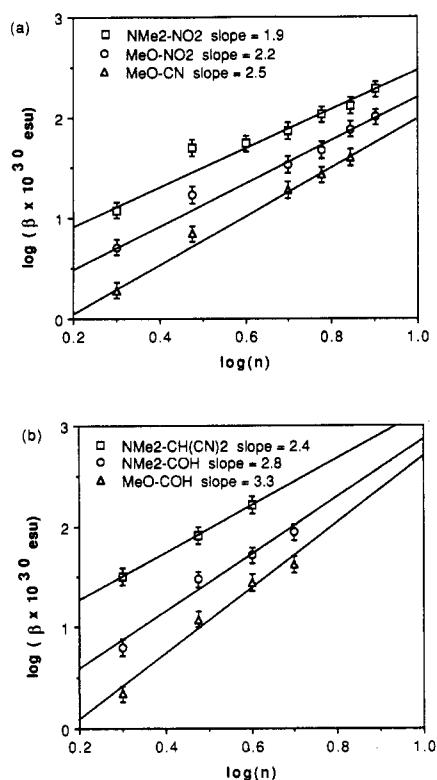 (a)
NMe2-NO2 slope = 1.9
MeO-NO2 slope = 2.2
MeO-CN slope = 2.5
3
2
1
0
log ( β x 10 30 esu)
0.2 0.4 0.6 0.8 1.0
log(n)
(b)
NMe2-CH(CN)2 slope = 2.4
NMe2-COH slope = 2.8
MeO-COH slope = 3.3
3
2
1
0
log ( β x 10 30 esu)
0.2 0.4 0.6 0.8 1.0
log(n)